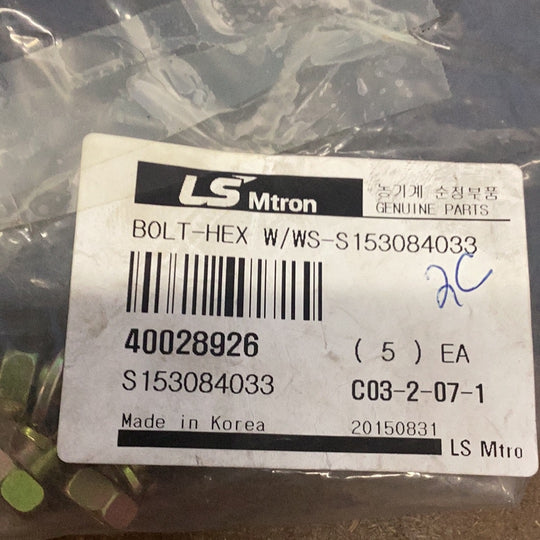 LS Mtron
농기계 순정부품
GENUINE PARTS
BOLT-HEX W/WS-S153084033
2C
40028926 ( 5 ) EA
S153084033 C03-2-07-1
Made in Korea 20150831
LS Mtro